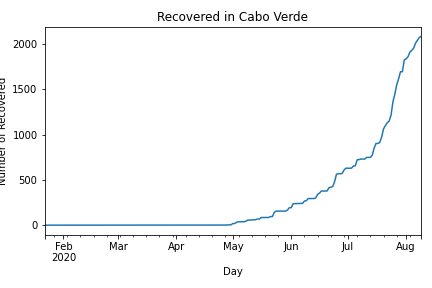 Recovered in Cabo Verde
Number of Recovered
2000
1500
1000
500
0
Feb
2020
Mar
Apr
May
Jun
Jul
Aug
Day